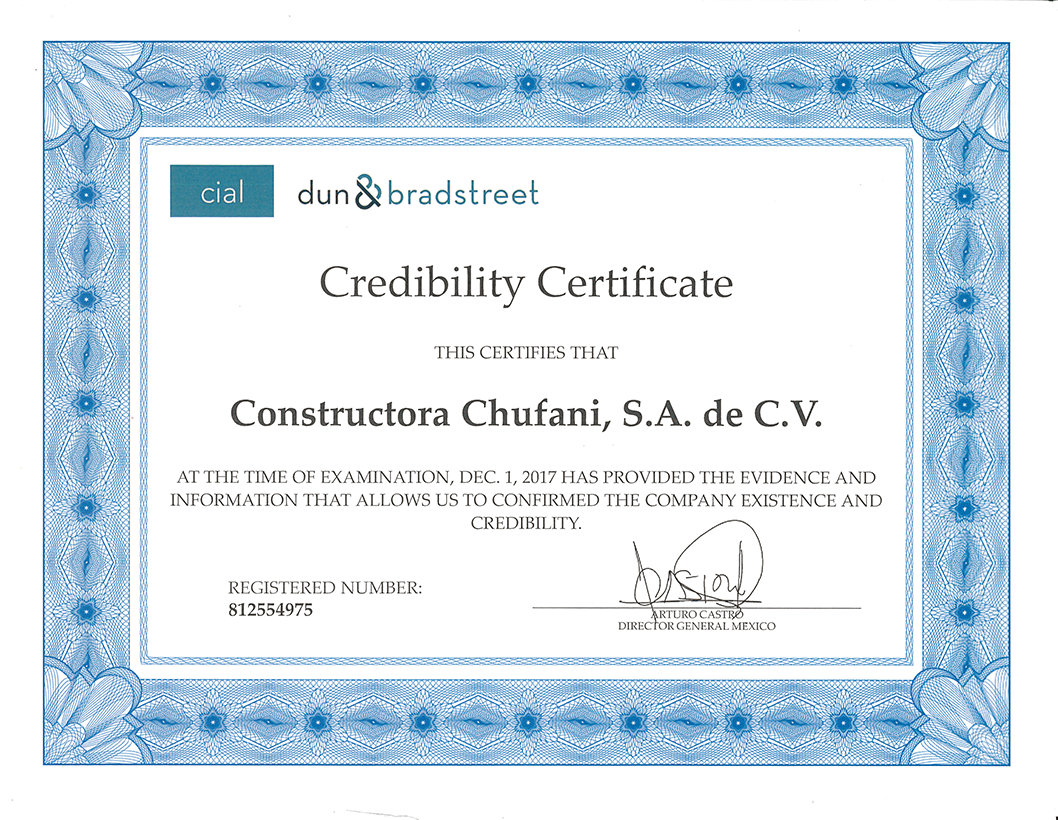 cial dun & bradstreet
Credibility Certificate
THIS CERTIFIES THAT
Constructora Chufani, S.A. de C.V.
AT THE TIME OF EXAMINATION, DEC. 1, 2017 HAS PROVIDED THE EVIDENCE AND
INFORMATION THAT ALLOWS US TO CONFIRMED THE COMPANY EXISTENCE AND
CREDIBILITY.
REGISTERED NUMBER:
812554975
ARTURO CASTRO
DIRECTOR GENERAL MEXICO